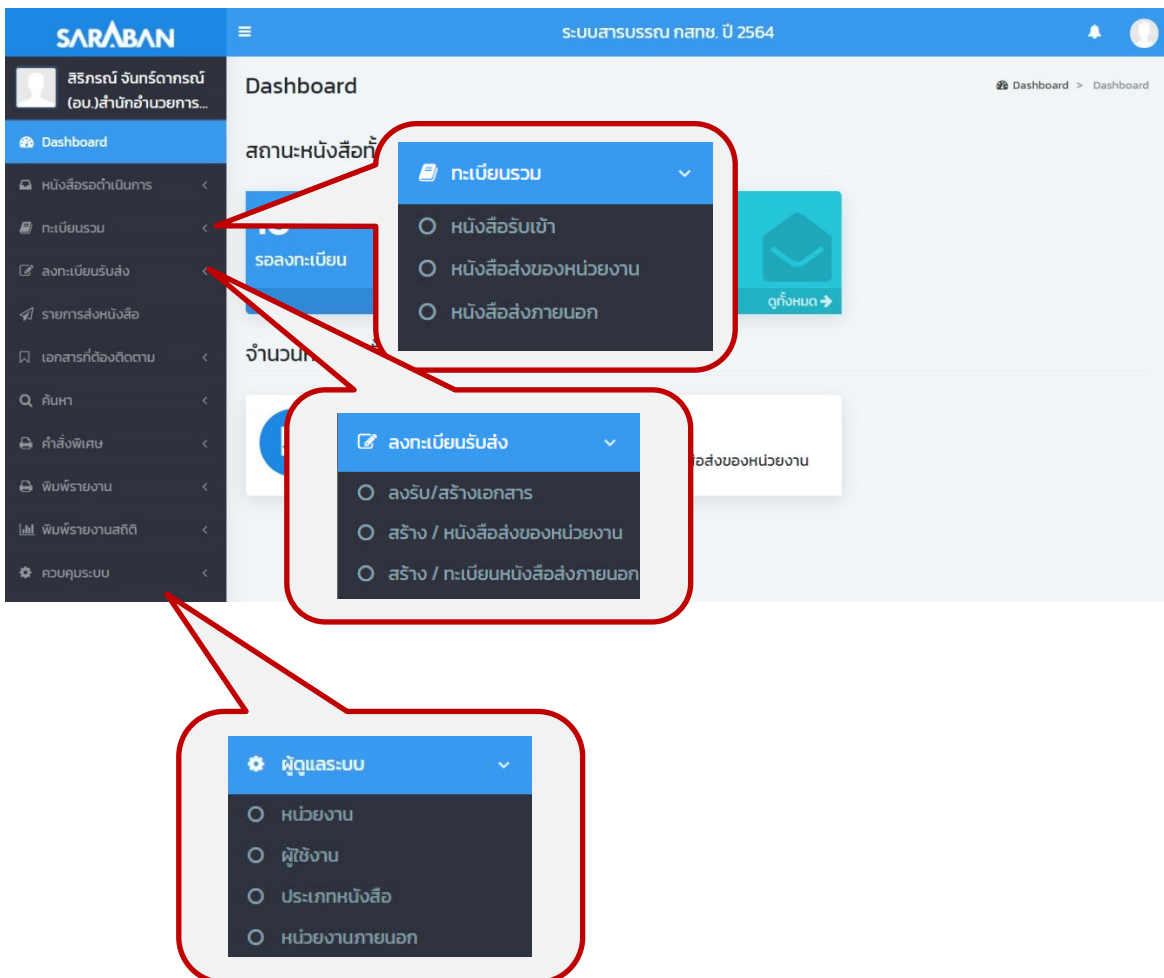 SARABAN
ระบบสารบรรณ กสทช. ปี 2564
สิริภรณ์ จันทร์ดาภรณ์
(อบ.)สำนักอำนวยการ...
Dashboard
Dashboard > Dashboard
Dashboard
หนังสือรอดำเนินการ
ทะเบียนรวม
ลงทะเบียนรับส่ง
รายการส่งหนังสือ
เอกสารที่ต้องติดตาม
ค้นหา
คำสั่งพิเศษ
พิมพ์รายงาน
พิมพ์รายงานสถิติ
ควบคุมระบบ
สถานะหนังสือทั้
รอลงทะเบียน
ดูทั้งหมด
ทะเบียนรวม
หนังสือรับเข้า
หนังสือส่งของหน่วยงาน
หนังสือส่งภายนอก
ลงทะเบียนรับส่ง
ลงรับ/สร้างเอกสาร
สร้าง / หนังสือส่งของหน่วยงาน
สร้าง / ทะเบียนหนังสือส่งภายนอก
ือส่งของหน่วยงาน
ผู้ดูแลระบบ
หน่วยงาน
ผู้ใช้งาน
ประเภทหนังสือ
หน่วยงานภายนอก